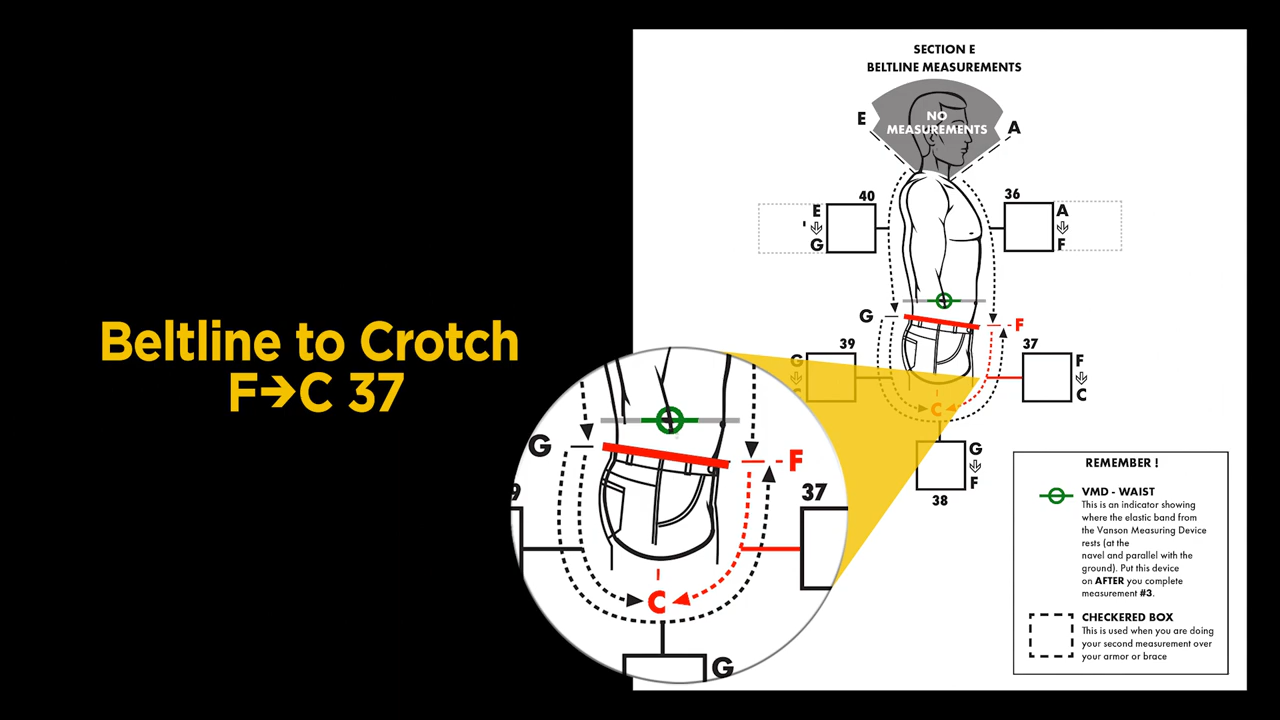 Beltline to Crotch
F→C 37
SECTION E
BELTLINE MEASUREMENTS
NO
MEASUREMENTS
E
A
40
E
G
36
A
F
G
F
39
G
37
F
C
C
G
F
38
G
F
37
C
G
REMEMBER !
VMD - WAIST
This is an indicator showing
where the elastic band from
the Vanson Measuring Device
rests (at the
navel and parallel with the
ground). Put this device
on AFTER you complete
measurement #3.
CHECKERED BOX
This is used when you are doing
your second measurement over
your armor or brace